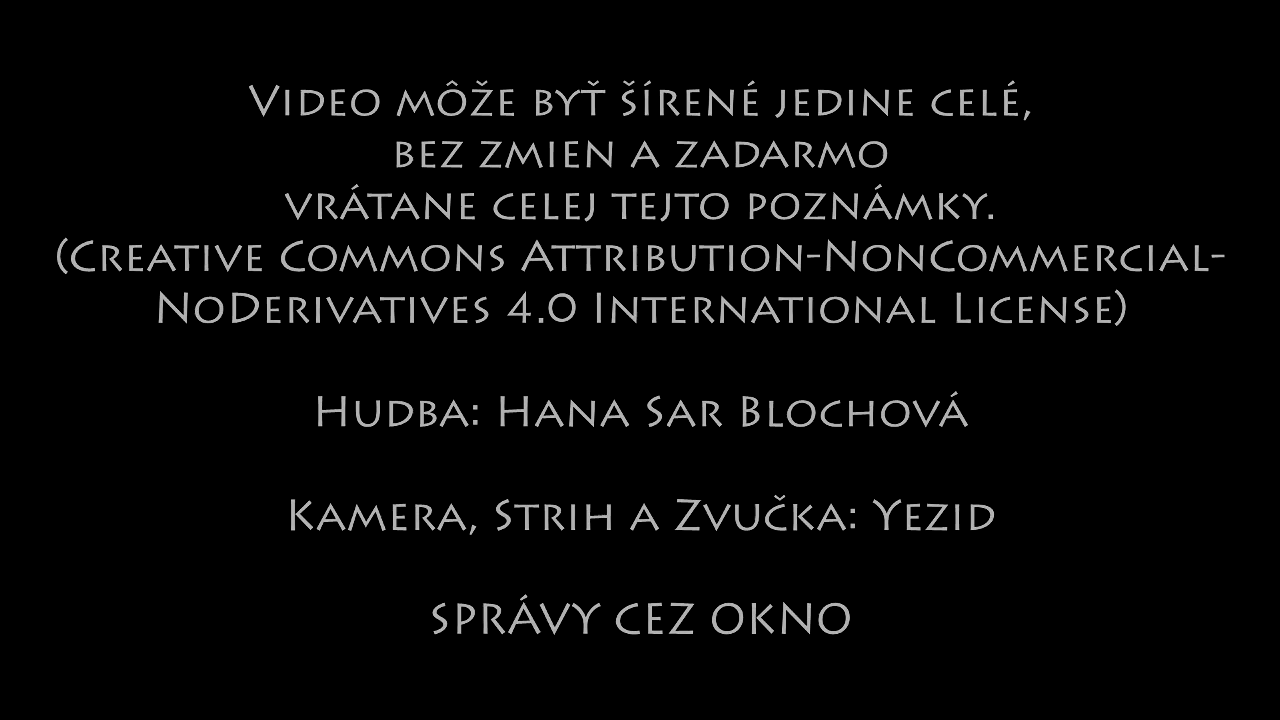 Video môže byť šírené jedine celé,
bez zmien a zadarmo
vrátane celej tejto poznámky.
(Creative Commons Attribution-NonCommercial-
NoDerivatives 4.0 International License)
Hudba: Hana Sar Blochová
Kamera, Strih a Zvučka: Yezid
SPRÁVY CEZ OKNO